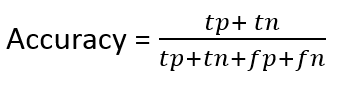 Accuracy = tp+ tn / tp+tn+fp+fn